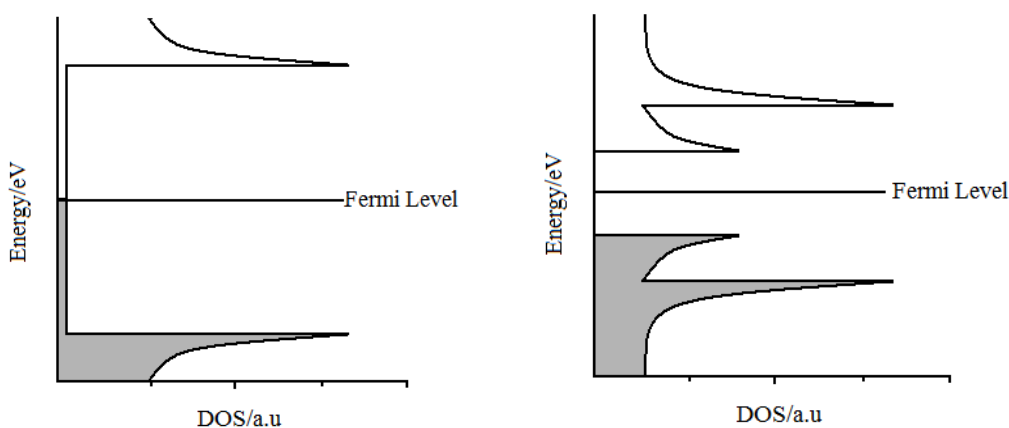 Energy/eV
Fermi Level
DOS/a.u
Energy/eV
Fermi Level
DOS/a.u